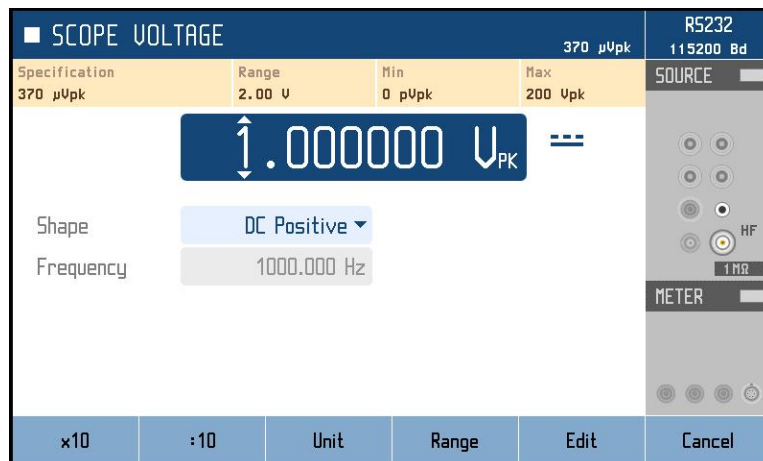 SCOPE VOLTAGE
370 µVpk
RS232
115200 Bd
Specification Range Min Max
370 µVpk 2.00 V 0 pVpk 200 Vpk
SOURCE
1.000000 VPK
Shape DC Positive
Frequency 1000.000 Hz
HF
1MΩ
METER
x10 :10 Unit Range Edit Cancel